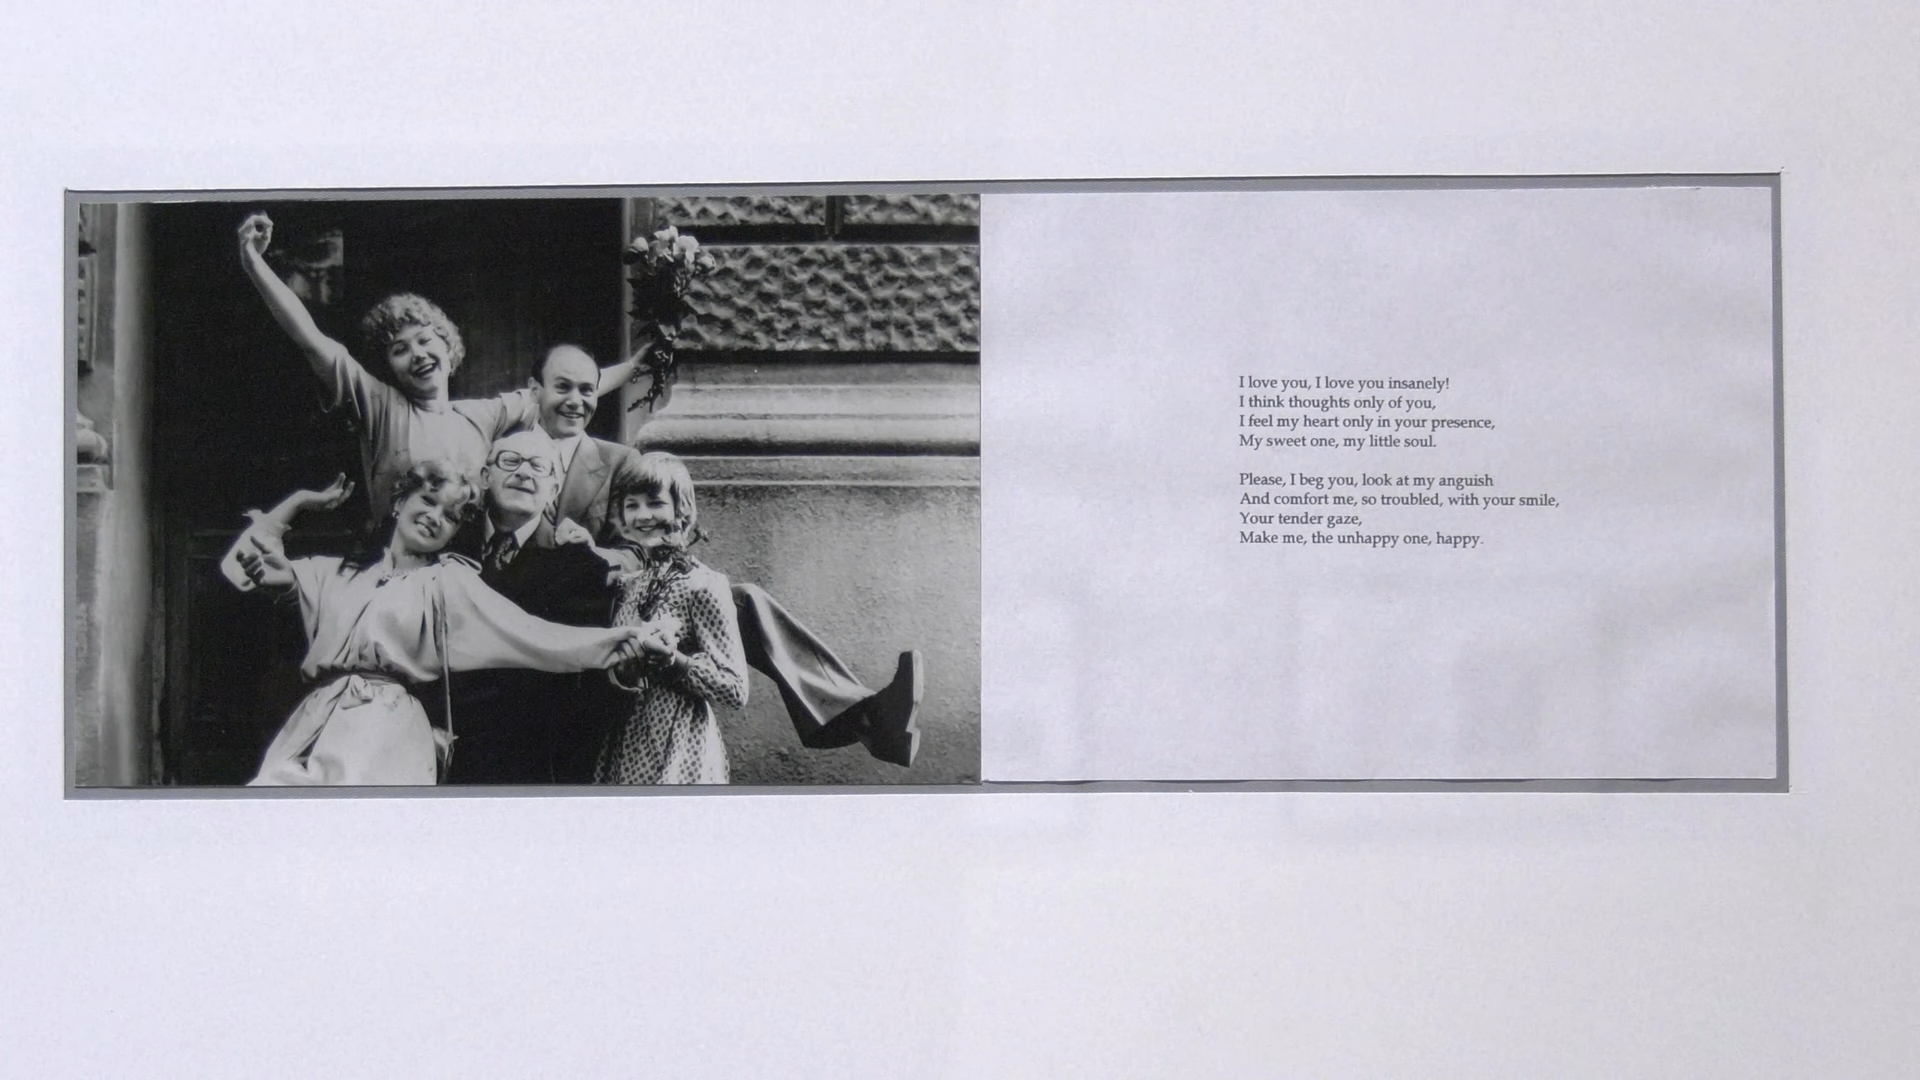 I love you, I love you insanely!
I think thoughts only of you,
I feel my heart only in your presence,
My sweet one, my little soul.
Please, I beg you, look at my anguish
And comfort me, so troubled, with your smile,
Your tender gaze,
Make me, the unhappy one, happy.